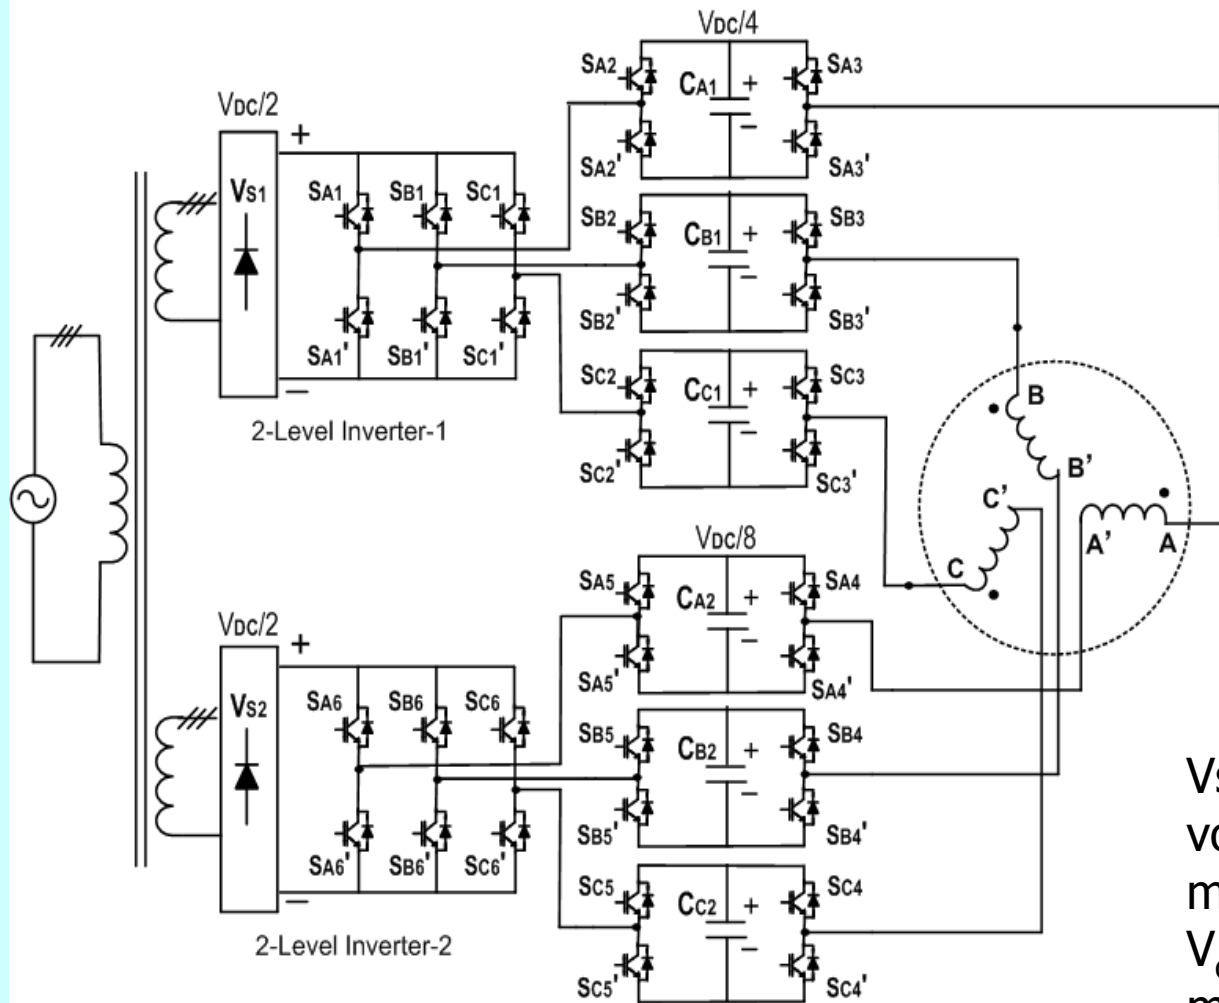 VDC/4
SA2
CA1
+
SA3
−
SA2'
SA3'
VDC/2
+
VS1
SA1
SB1
SC1
SB2
CB1
+
SB3
−
SA1'
SB1'
SC1'
SB2'
SB3'
−
2-Level Inverter-1
SC2
CC1
+
SC3
−
SC2'
SC3'
B
B'
C'
C
A'
A
VDC/8
SA5
CA2
+
SA4
−
SA5'
SA4'
VDC/2
+
VS2
SA6
SB6
SC6
SB5
CB2
+
SB4
−
SA6'
SB6'
SC6'
SB5'
SB4'
−
2-Level Inverter-2
SC5
CC2
+
SC4
−
SC5'
SC4'